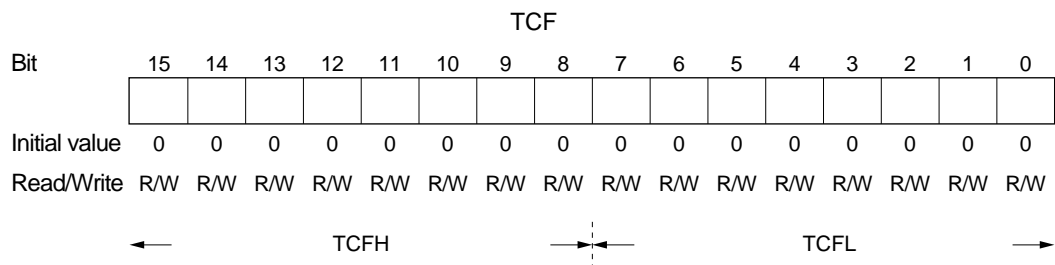 TCF
Bit 15 14 13 12 11 10 9 8 7 6 5 4 3 2 1 0
Initial value 0 0 0 0 0 0 0 0 0 0 0 0 0 0 0 0
Read/Write R/W R/W R/W R/W R/W R/W R/W R/W R/W R/W R/W R/W R/W R/W R/W R/W
TCFH TCFL